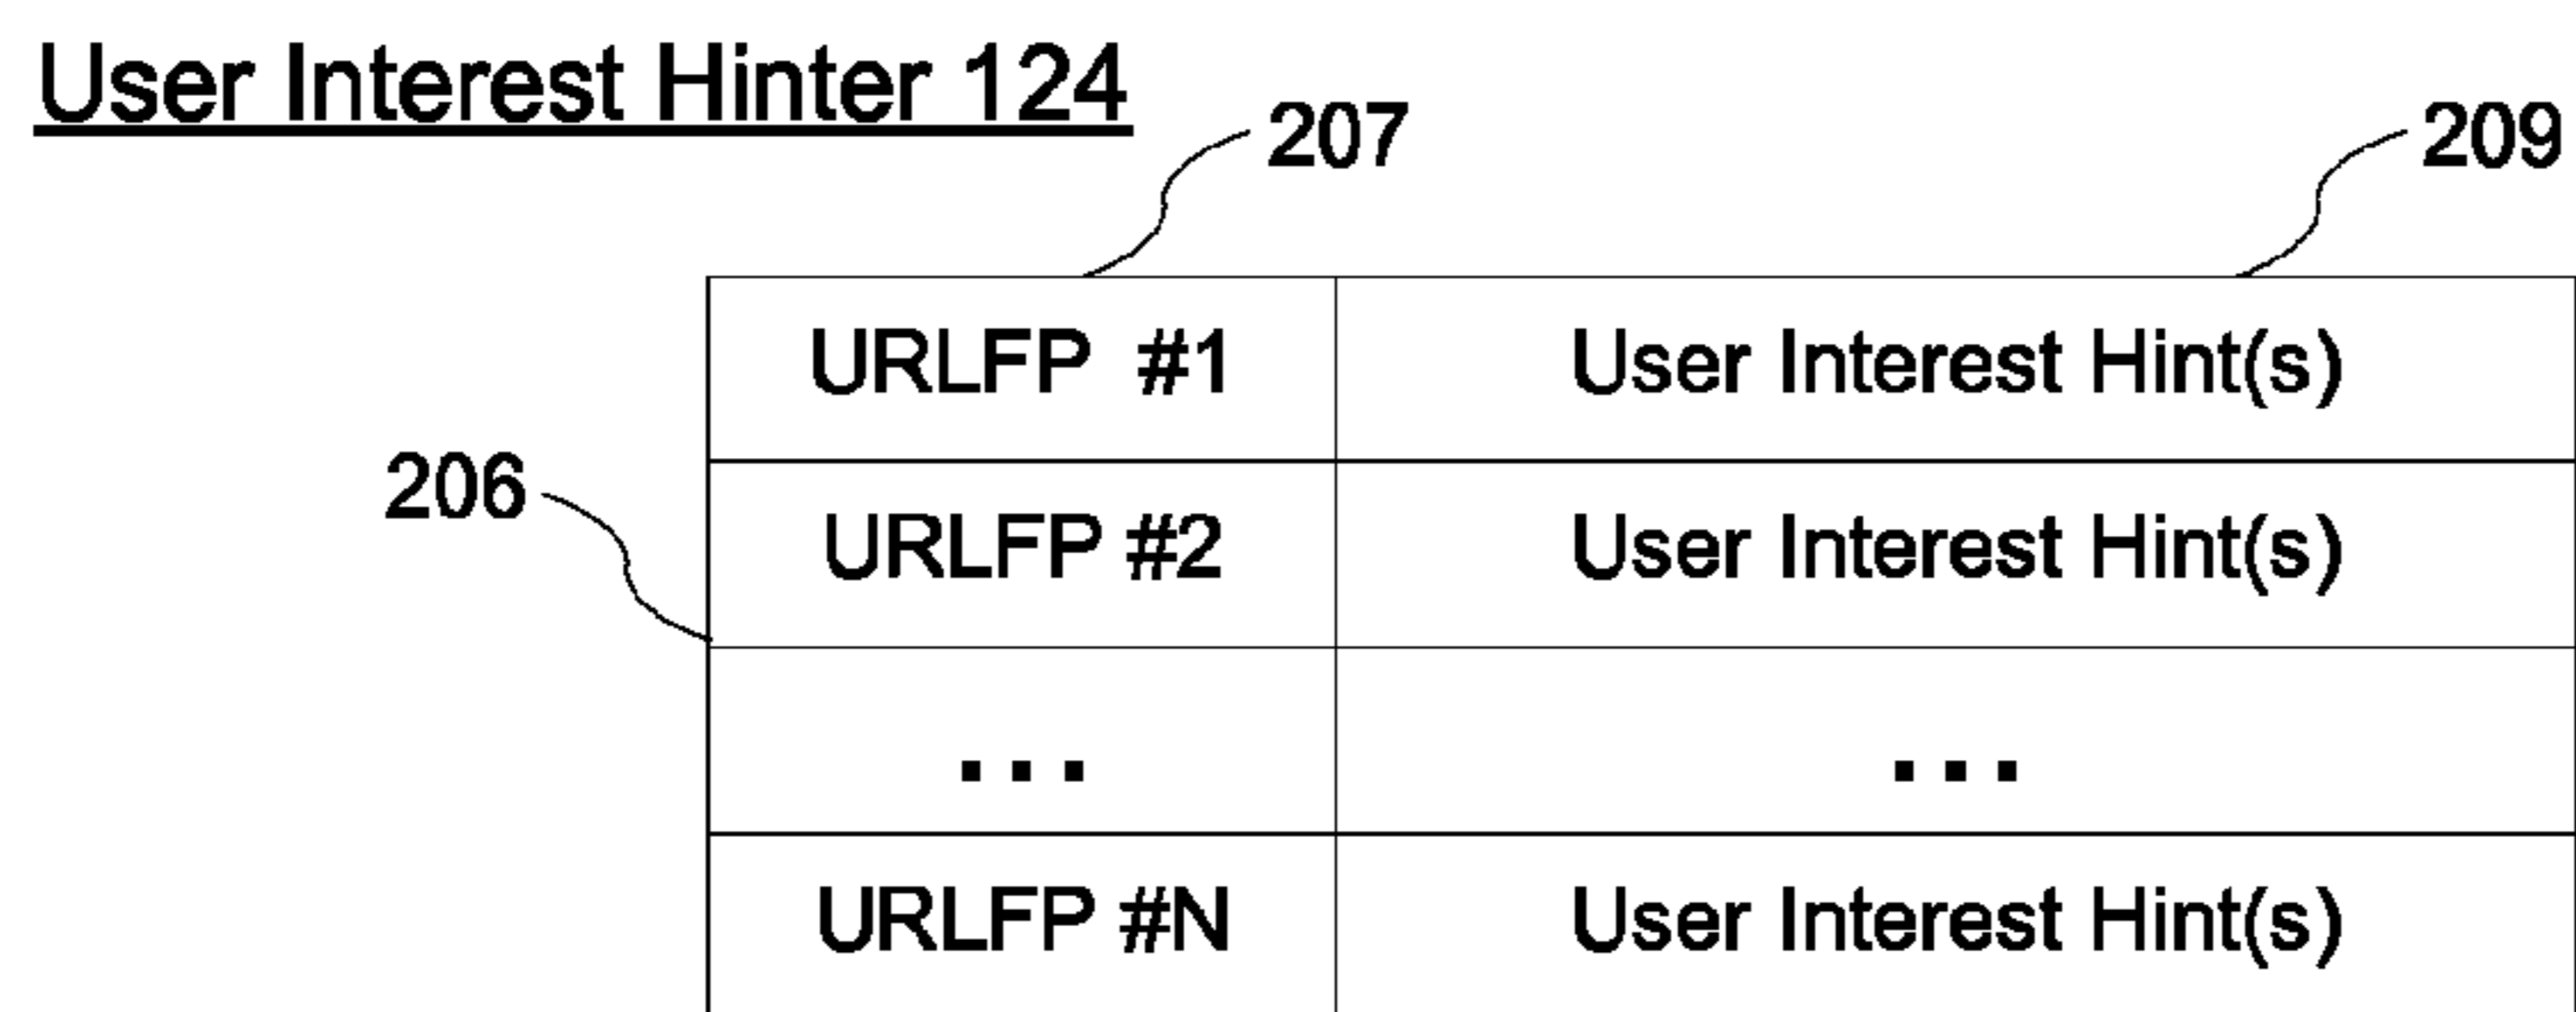 User Interest Hinter 124
207
209
URLFP #1 User Interest Hint(s)
206
URLFP #2 User Interest Hint(s)
... ...
URLFP #N User Interest Hint(s)